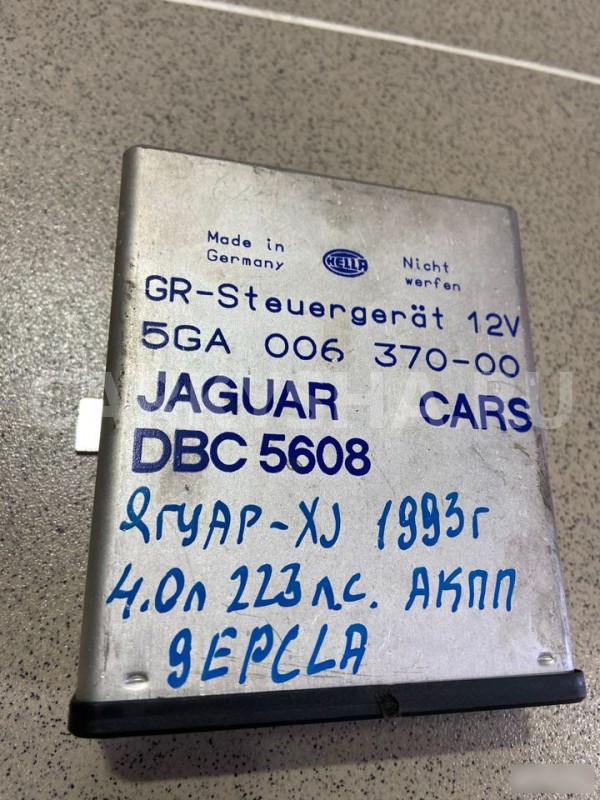 Made in
Germany
HELLA
Nicht
werfen
GR-Steuergerät 12V
5GA 006 370-00
JAGUAR CARS
DBC 5608
Ягуар-XJ 1993г
4.0л 223 л.с. АКПП
9EPCLA